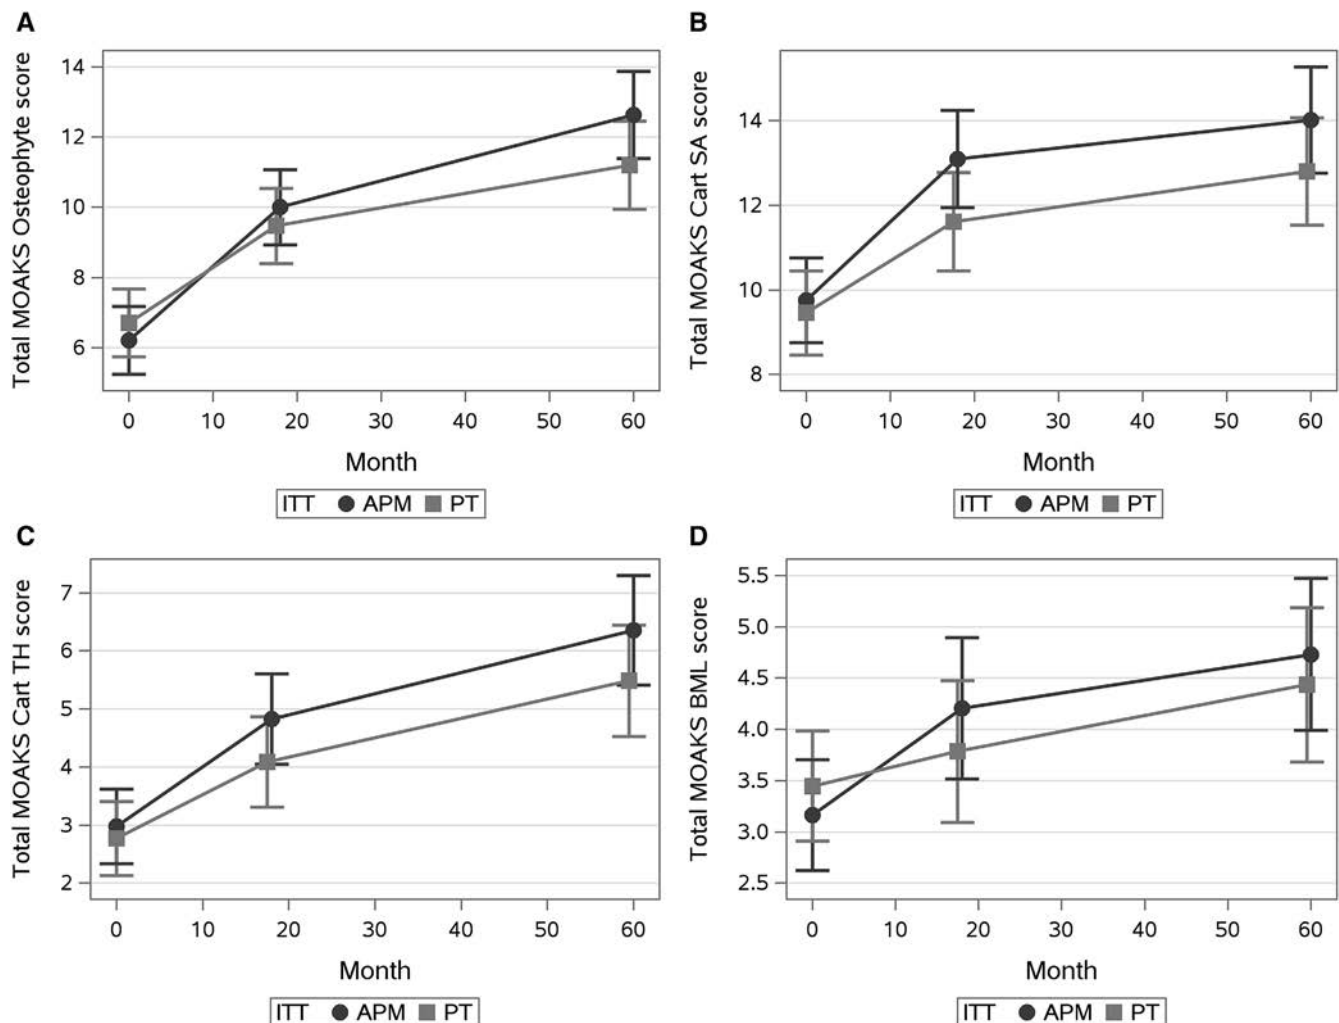 A
Total MOAKS Osteophyte score
14
12
10
8
6
0 10 20 30 40 50 60
Month
ITT APM PT
B
Total MOAKS Cart SA score
14
12
10
8
0 10 20 30 40 50 60
Month
ITT APM PT
C
Total MOAKS Cart TH score
7
6
5
4
3
2
0 10 20 30 40 50 60
Month
ITT APM PT
D
Total MOAKS BML score
5.5
5.0
4.5
4.0
3.5
3.0
2.5
0 10 20 30 40 50 60
Month
ITT APM PT